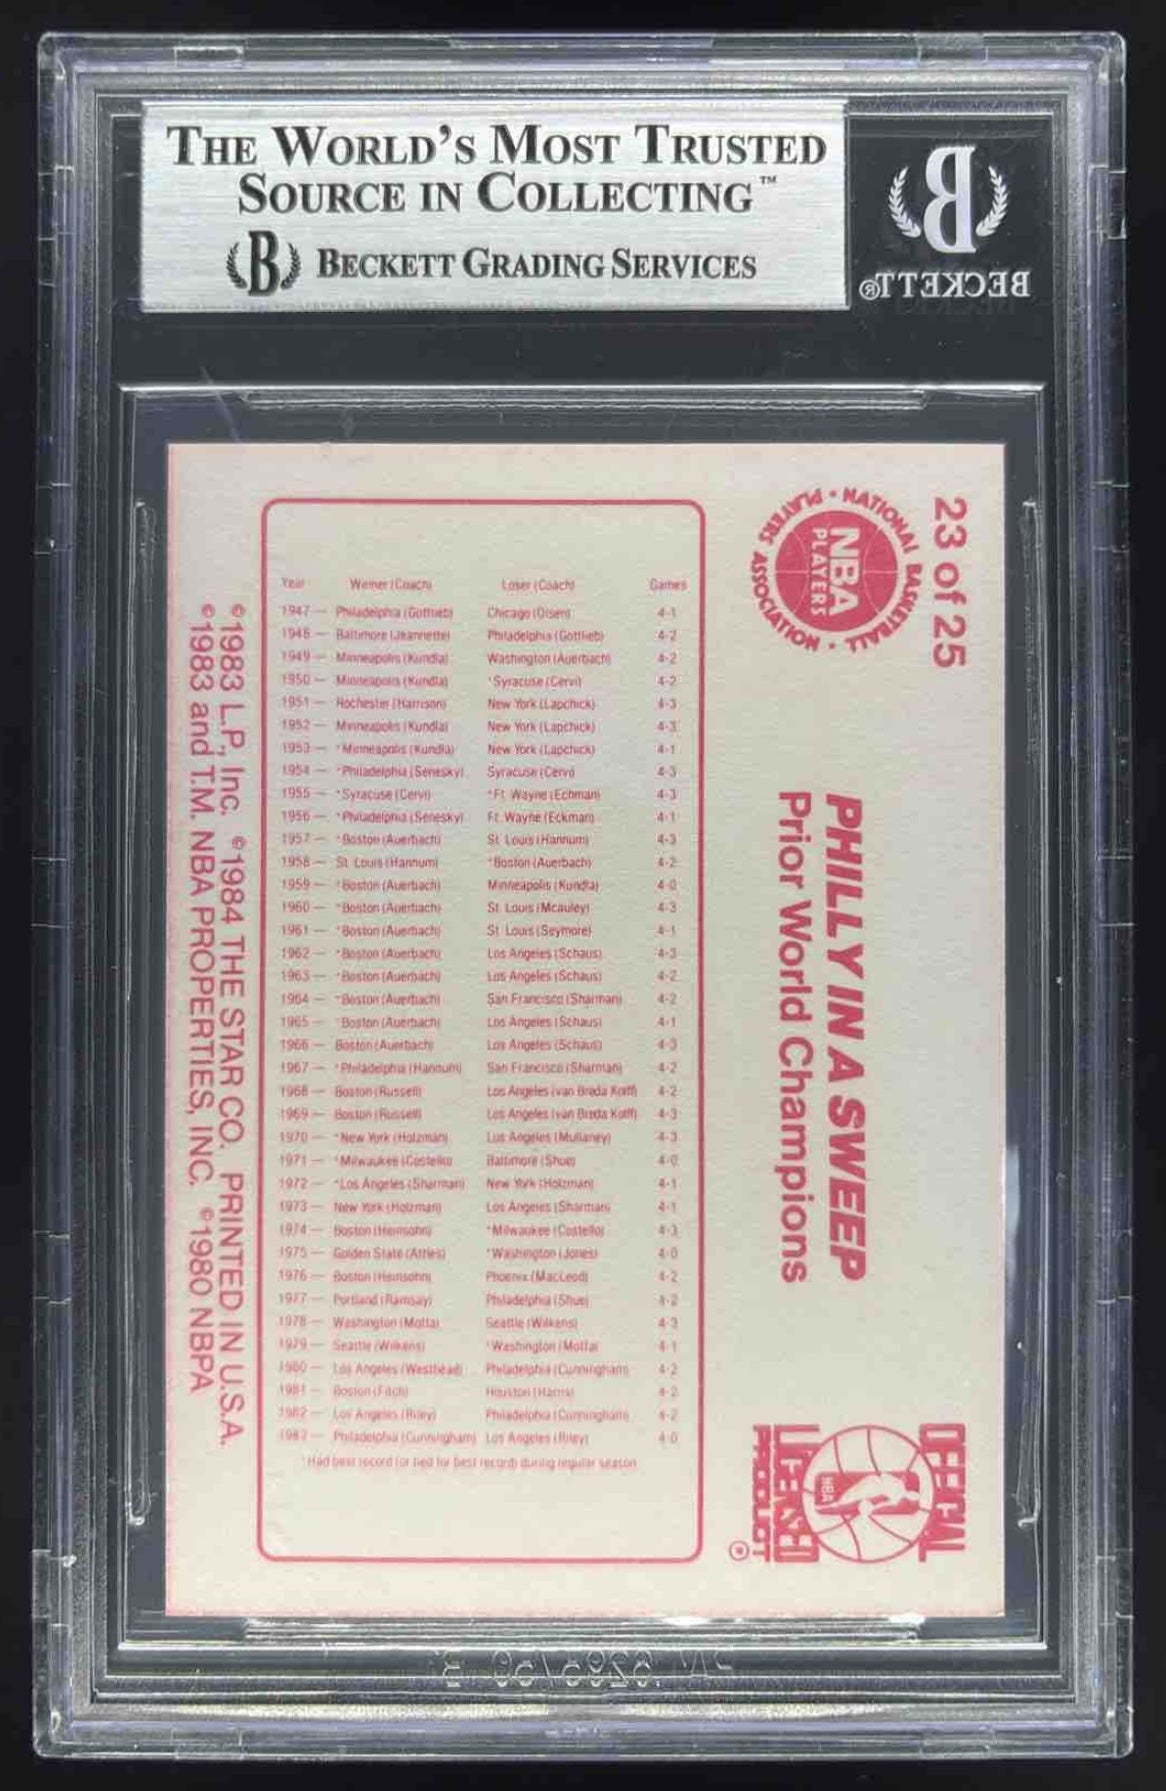 THE WORLD'S MOST TRUSTED
SOURCE IN COLLECTING™
B BECKETT GRADING SERVICES
B
BECKETT®
23 of 25
NATIONAL BASKETBALL PLAYERS ASSOCIATION
NBA
PLAYERS
PHILLY IN A SWEEP
Prior World Champions
OFFICIAL
NBA
LICENSED
PRODUCT
®
Year Winner (Coach) Loser (Coach) Games
1947 — Philadelphia (Gottlieb) Chicago (Olsen) 4-1
1948 — Baltimore (Jeannette) Philadelphia (Gottlieb) 4-2
1949 — Minneapolis (Kundla) Washington (Auerbach) 4-2
1950 — Minneapolis (Kundla) *Syracuse (Cervi) 4-2
1951 — Rochester (Harrison) New York (Lapchick) 4-3
1952 — Minneapolis (Kundla) New York (Lapchick) 4-3
1953 — *Minneapolis (Kundla) New York (Lapchick) 4-1
1954 — *Philadelphia (Senesky) Syracuse (Cervi) 4-3
1955 — *Syracuse (Cervi) *Ft. Wayne (Echman) 4-3
1956 — *Philadelphia (Senesky) Ft. Wayne (Eckman) 4-1
1957 — *Boston (Auerbach) St. Louis (Hannum) 4-3
1958 — St. Louis (Hannum) *Boston (Auerbach) 4-2
1959 — *Boston (Auerbach) Minneapolis (Kundla) 4-0
1960 — *Boston (Auerbach) St. Louis (Mcauley) 4-3
1961 — *Boston (Auerbach) St. Louis (Seymore) 4-1
1962 — *Boston (Auerbach) Los Angeles (Schaus) 4-3
1963 — *Boston (Auerbach) Los Angeles (Schaus) 4-2
1964 — *Boston (Auerbach) San Francisco (Sharman) 4-2
1965 — *Boston (Auerbach) Los Angeles (Schaus) 4-1
1966 — Boston (Auerbach) Los Angeles (Schaus) 4-3
1967 — *Philadelphia (Hannum) San Francisco (Sharman) 4-2
1968 — Boston (Russell) Los Angeles (van Breda Kolff) 4-2
1969 — Boston (Russell) Los Angeles (van Breda Kolff) 4-3
1970 — *New York (Holzman) Los Angeles (Mullaney) 4-3
1971 — *Milwaukee (Costello) Baltimore (Shue) 4-0
1972 — *Los Angeles (Sharman) New York (Holzman) 4-1
1973 — New York (Holzman) Los Angeles (Sharman) 4-1
1974 — Boston (Heinsohn) *Milwaukee (Costello) 4-3
1975 — Golden State (Attles) *Washington (Jones) 4-0
1976 — Boston (Heinsohn) Phoenix (MacLeod) 4-2
1977 — Portland (Ramsay) Philadelphia (Shue) 4-2
1978 — Washington (Motta) Seattle (Wilkens) 4-3
1979 — Seattle (Wilkens) *Washington (Motta) 4-1
1980 — Los Angeles (Westhead) Philadelphia (Cunningham) 4-2
1981 — Boston (Fitch) Houston (Harris) 4-2
1982 — Los Angeles (Riley) Philadelphia (Cunningham) 4-2
1983 — Philadelphia (Cunningham) Los Angeles (Riley) 4-0
*Had best record (or tied for best record) during regular season
©1983 L.P., Inc. ©1984 THE STAR CO. PRINTED IN U.S.A.
©1983 and T.M. NBA PROPERTIES, INC. ©1980 NBPA